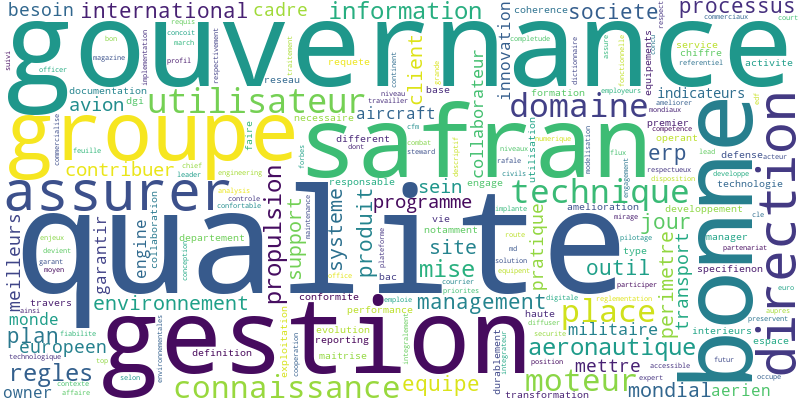 besoin
international
cadre
information
coherence
societe
processus
gouvernance
documentation
avion
dgi
utilisateur
reseau
requete
client
base
innovation
formation
equipements
service
chiffre
referentiel
activite
domaine
indicateurs
groupe
safran
aircraft
necessaire
different
dont
collaborateur
erp
premier
competence
operant
defense
acteur
technologie
contribuer
faire
forbes
combat
steward
rafale
civils
lead
developpe
bonne
direction
assurer
qualite
propulsion
responsable
programme
sein
engage
technique
disposition
meilleurs
garantir
engine
collaboration
departement
support
systeme
produit
vie
notamment
site
mise
pratique
amelioration
mirage
developpement
jour
manager
partenariat
cle
enjeux
devient
garant
moyen
conception
office
bac
plateforme
md
solution
equipent
route
outil
type
pilotage
participer
perimetre
transport
specifienon
travers
ainsi
monde
environnement
conformite
emploie
courrier
priorites
management
performance
haute
digitale
place
reglementation
militaire
interieurs
euro
aupres
preservent
espace
plan
fiabilite
europeen
technologique
gestion
definition
exploitation
cooperation
evolution
reporting
maitrise
integralement
diffuser
securite
aeronautique
durablement
integrateur
position
mettre
accessible
futur
regles
top
contexte
selon
environnementales
connaissance
equipe
moteur
expert
occupe
owner
affaire
transformation
mondial
aerien
suivi
officer
requis
concoit
march
bon
magazine
implementation
profil
respectivement
traitement
niveau
travailler
continent
grande
completude
dictionnaire
assure
fonctionnelle
respect
commerciaux
court
employeurs
ameliorer
mondiaux
commercialise
feuille
chief
leader
engineering
analysis
controle
confortable
maintenance
cfm
descriptif
niveaux
utilisation
numerique
modelisation
flux
engagement
respectueux
implante